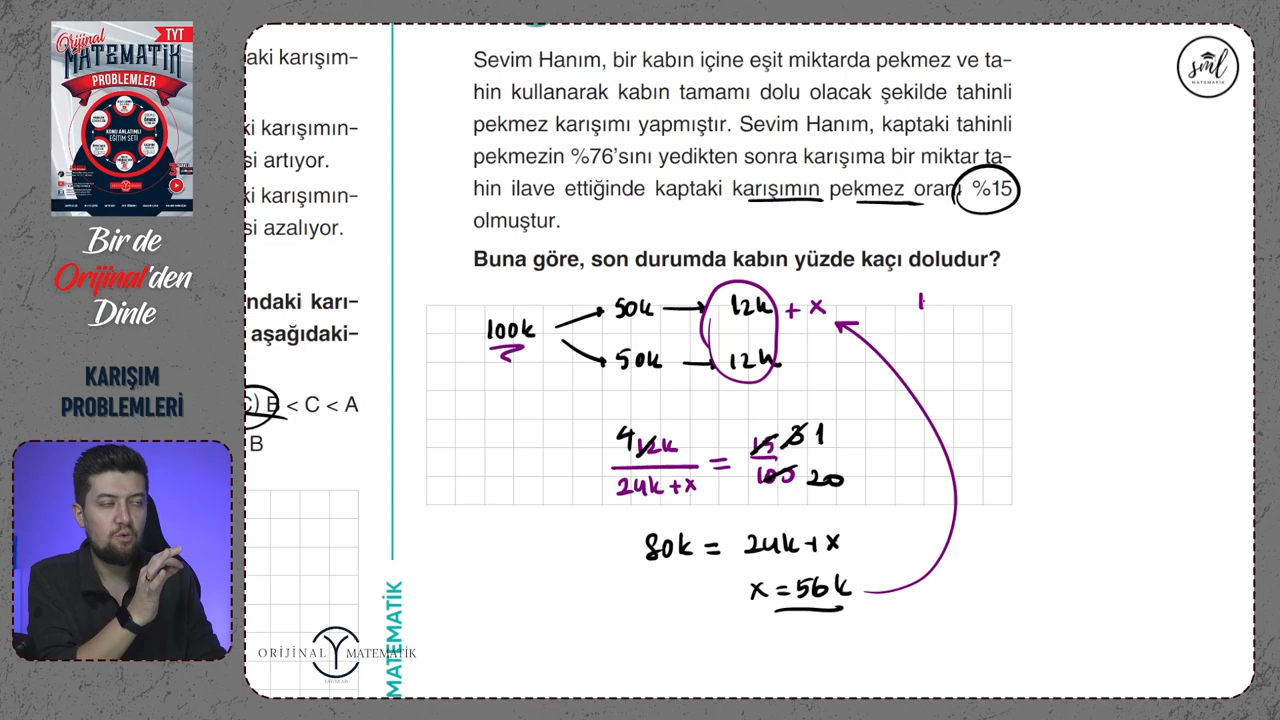 TYT
Orijinal
MATEMATİK
PROBLEMLER
KONU ANLATIMLI
EĞİTİM SETİ
Bir de
Orijinal'den
Dinle
KARIŞIM
PROBLEMLERİ
aki karışım-
ki karışımın-
si artıyor.
ki karışımın-
si azalıyor.
ndaki karı-
aşağıdaki-
C) B < C < A
B
Sevim Hanım, bir kabın içine eşit miktarda pekmez ve ta-
hin kullanarak kabın tamamı dolu olacak şekilde tahinli
pekmez karışımı yapmıştır. Sevim Hanım, kaptaki tahinli
pekmezin %76'sını yedikten sonra karışıma bir miktar ta-
hin ilave ettiğinde kaptaki karışımın pekmez oranı %15
olmuştur.
Buna göre, son durumda kabın yüzde kaçı doludur?
100k
50k 12k + x
50k 12k
4 12k / 24k + x = 15 3 1 / 100 20
80k = 24k + x
x = 56k
MATEMATİK
ORİJİNAL MATEMATİK
YAYINLARI
sml
MATEMATİK